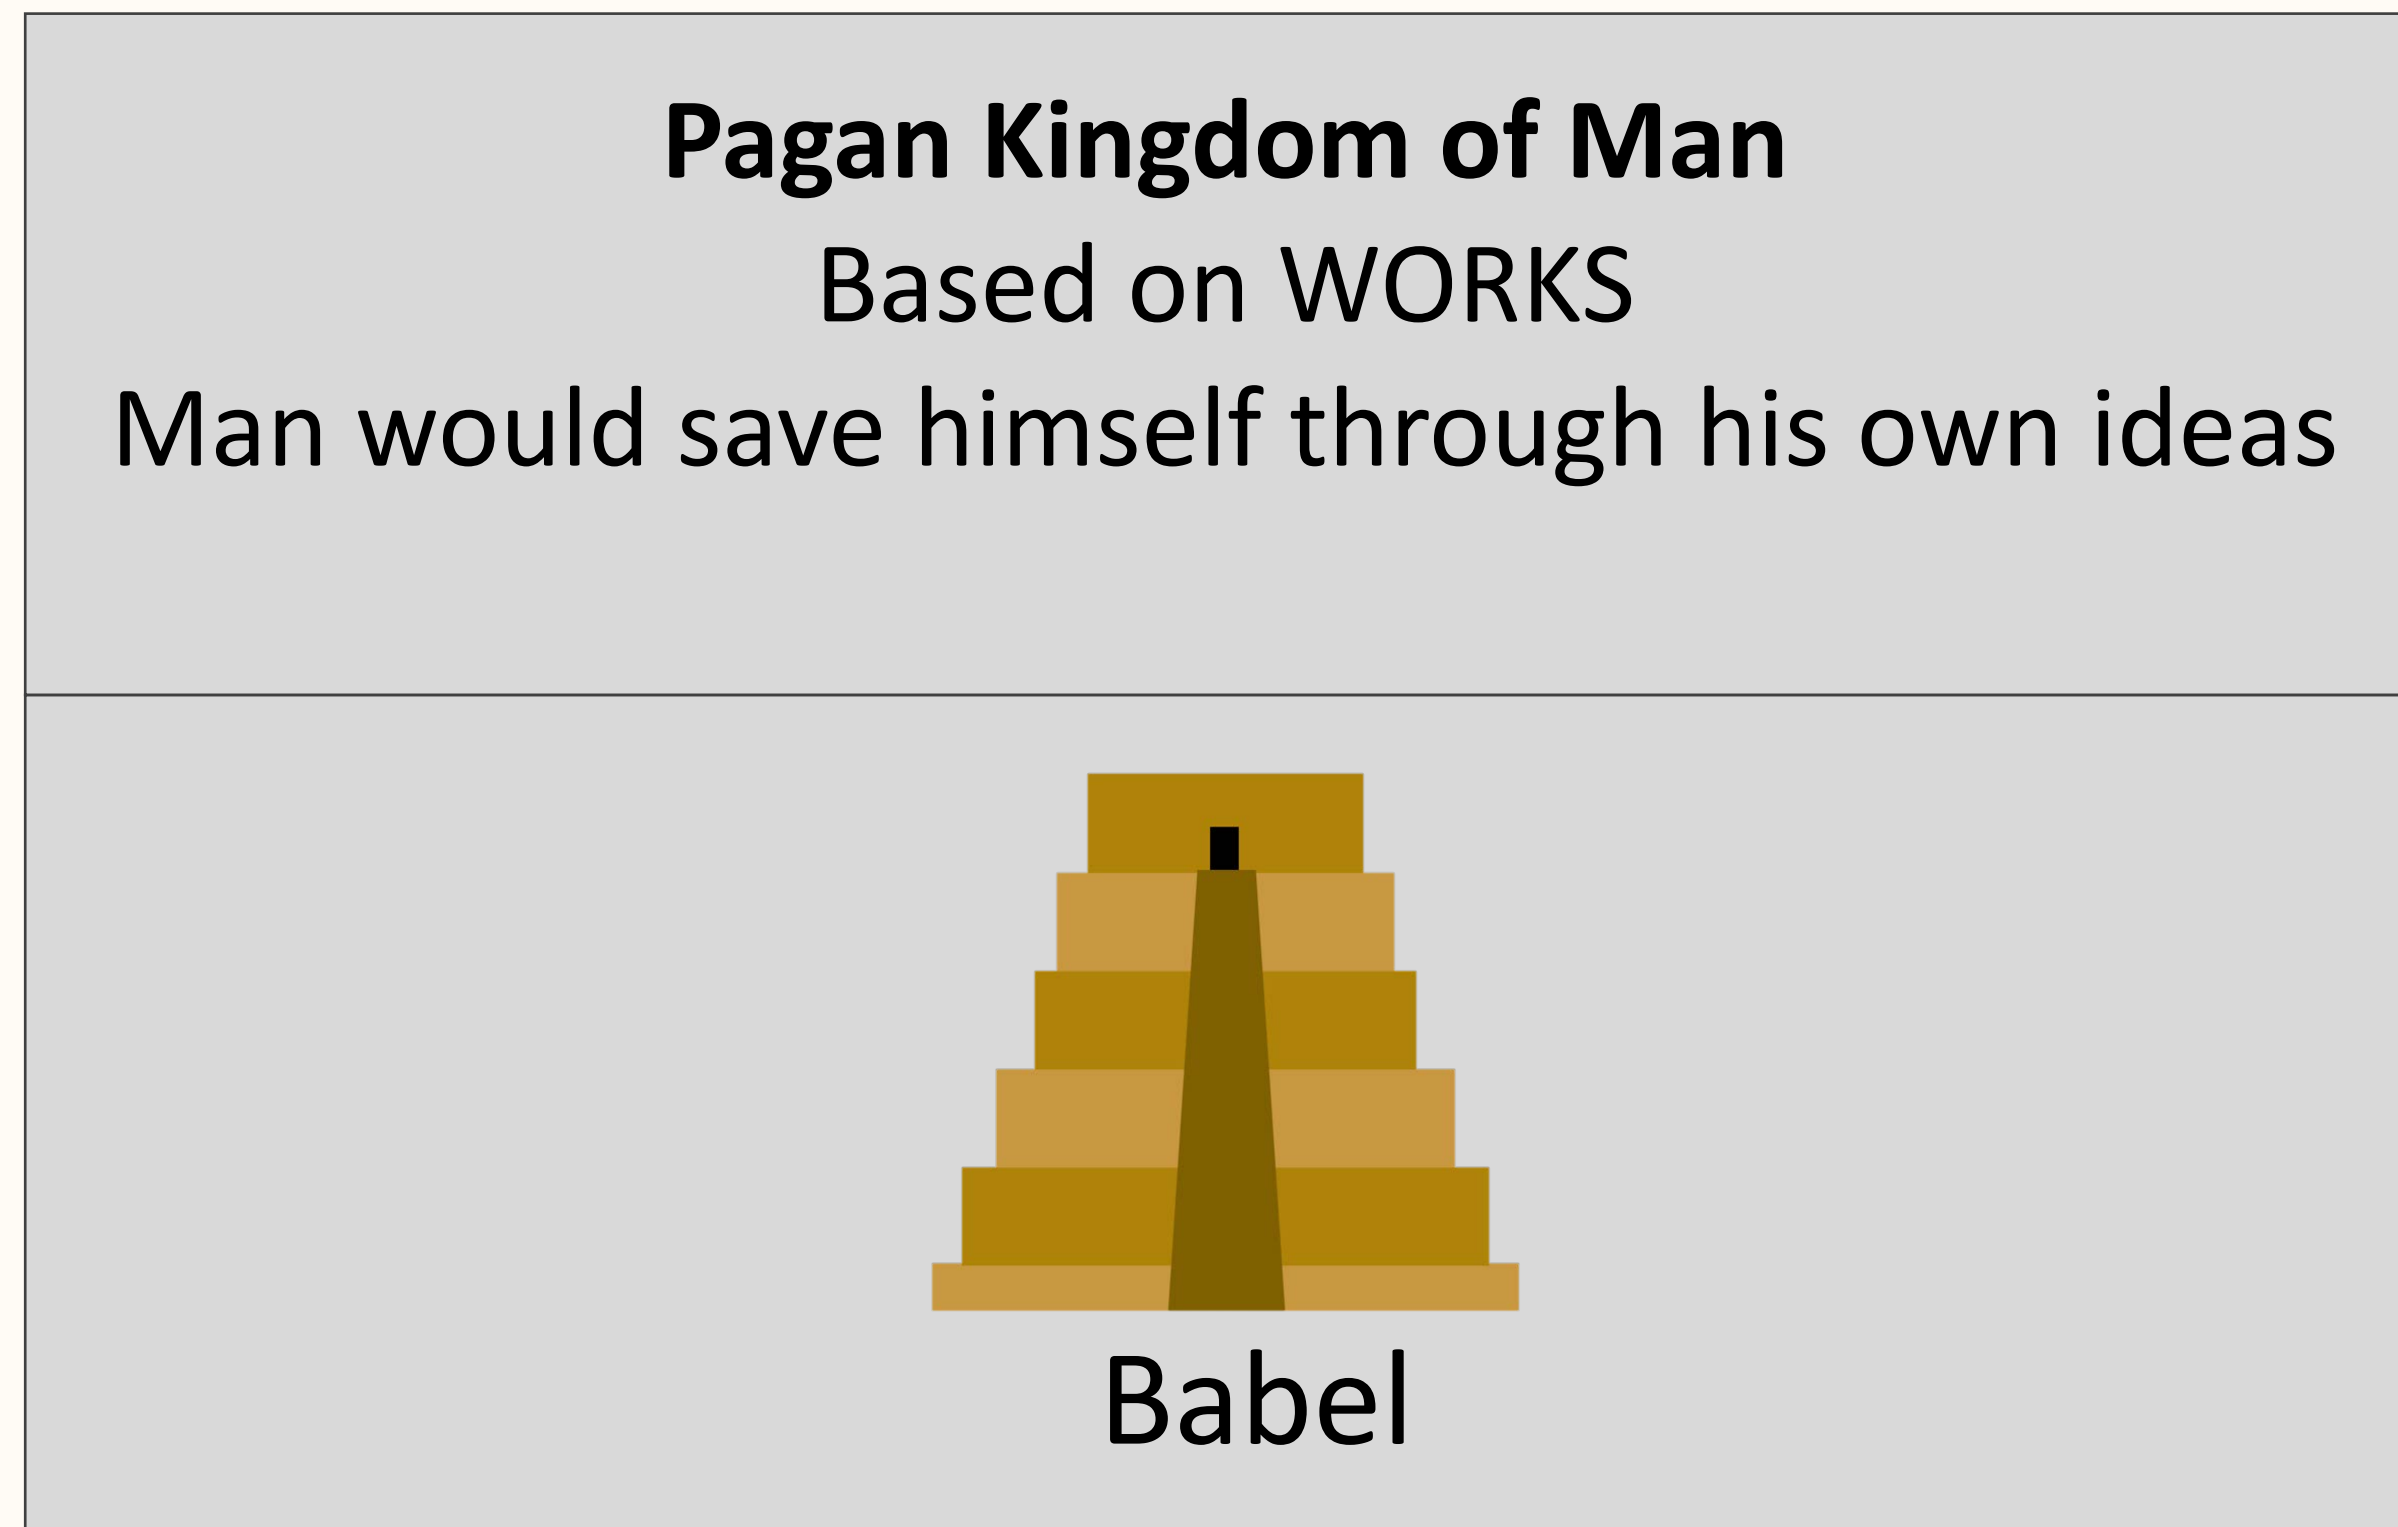 Pagan Kingdom of Man
Based on WORKS
Man would save himself through his own ideas
Babel